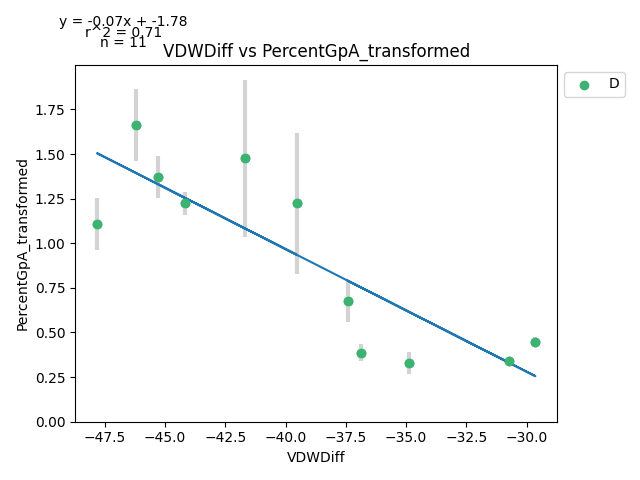 y = -0.07x + -1.78
r^2 = 0.71
n = 11
VDWDiff vs PercentGpA_transformed
D
1.75
1.50
1.25
1.00
0.75
0.50
0.25
0.00
PercentGpA_transformed
−47.5 −45.0 −42.5 −40.0 −37.5 −35.0 −32.5 −30.0
VDWDiff